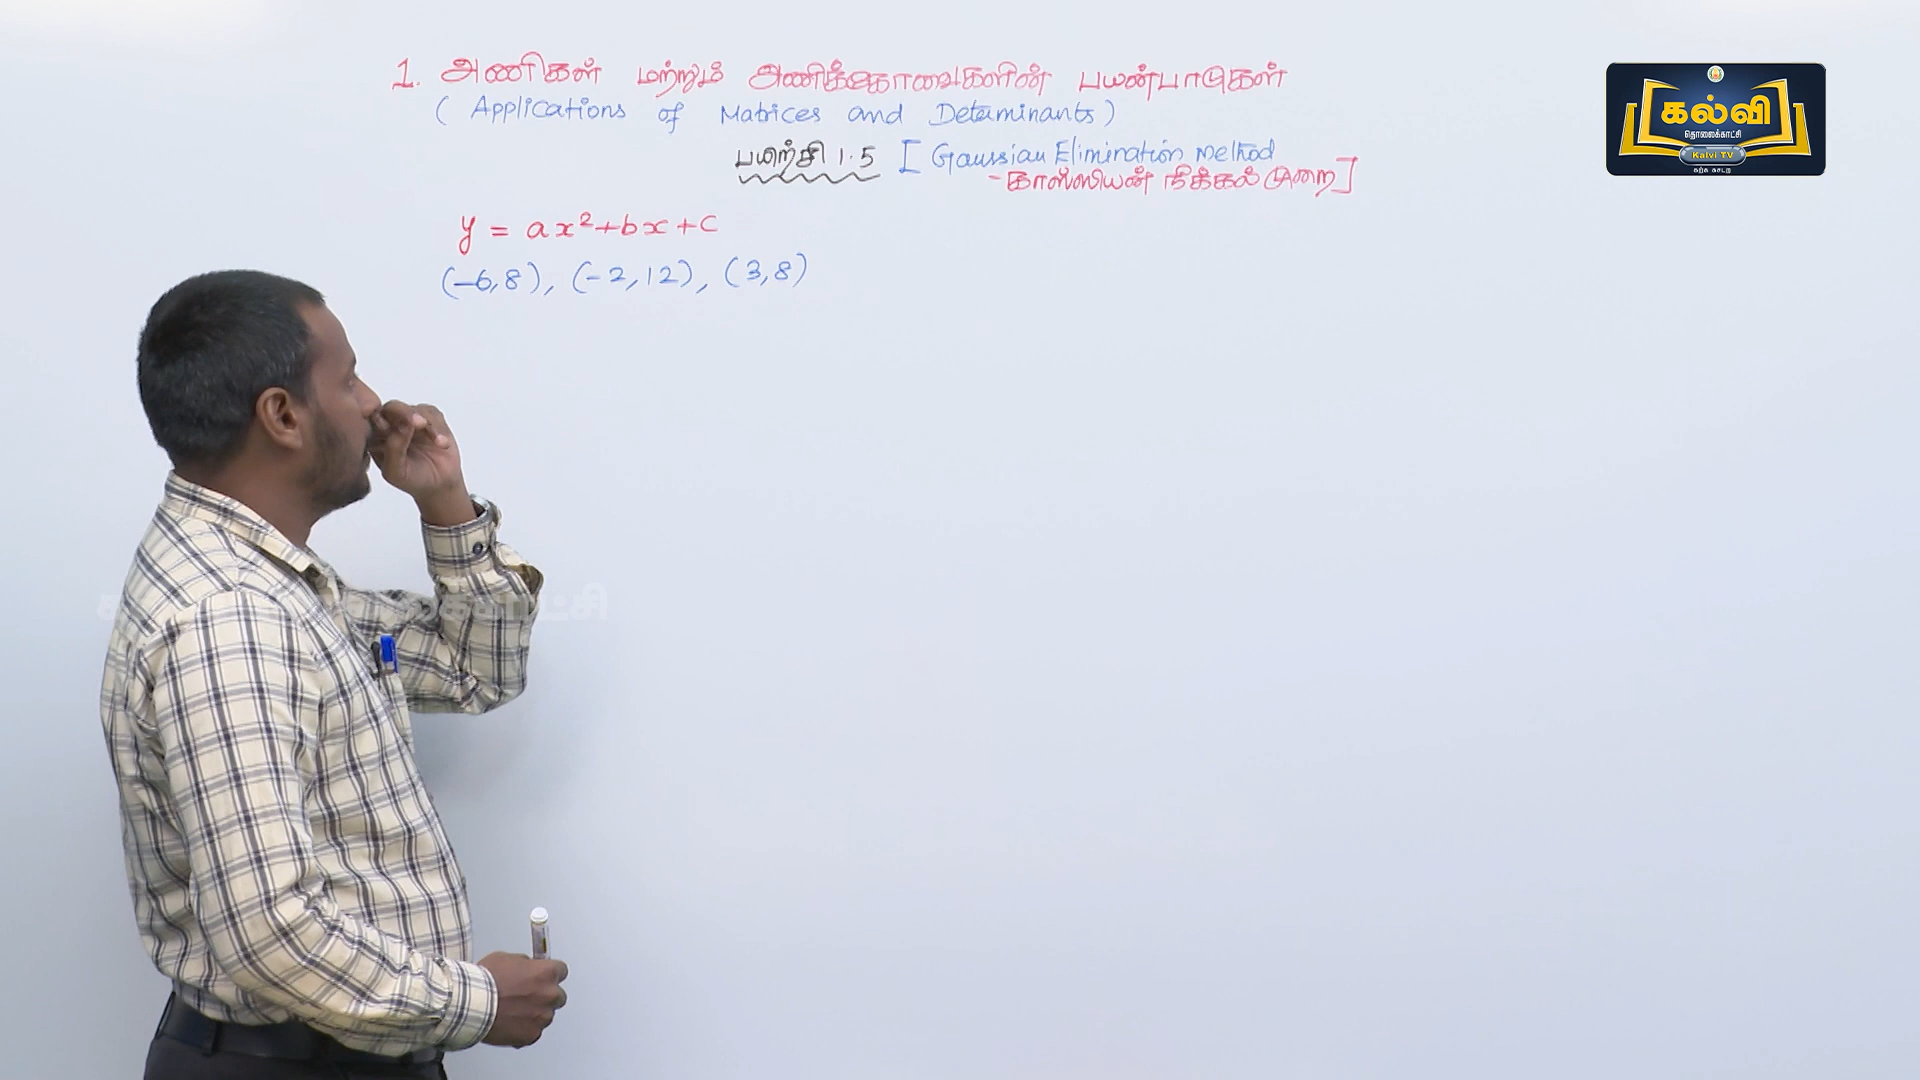 1. அணிகள் மற்றும் அணிக்கோவைகளின் பயன்பாடுகள்
( Applications of Matrices and Determinants )
பயிற்சி 1.5 [ Gaussian Elimination Method
- காஸ்ஸியன் நீக்கல் முறை ]
y = ax²+bx+c
(-6,8), (-2,12), (3,8)
கல்வி
தொலைக்காட்சி
Kalvi TV
கற்க கசடற